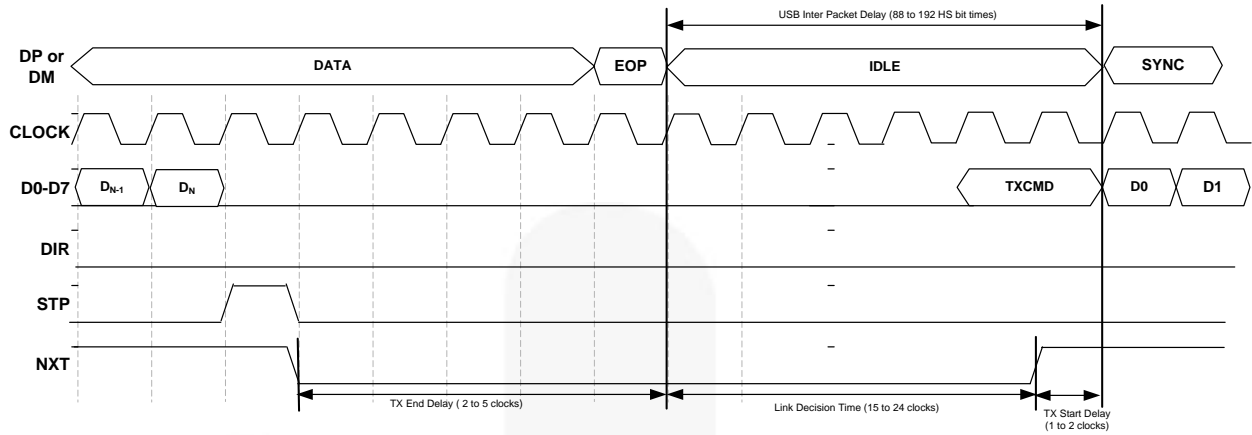 USB Inter Packet Delay (88 to 192 HS bit times)
DP or
DM
DATA
EOP
IDLE
SYNC
CLOCK
D0-D7
DN-1
DN
TXCMD
D0
D1
DIR
STP
NXT
TX End Delay ( 2 to 5 clocks)
Link Decision Time (15 to 24 clocks)
TX Start Delay
(1 to 2 clocks)